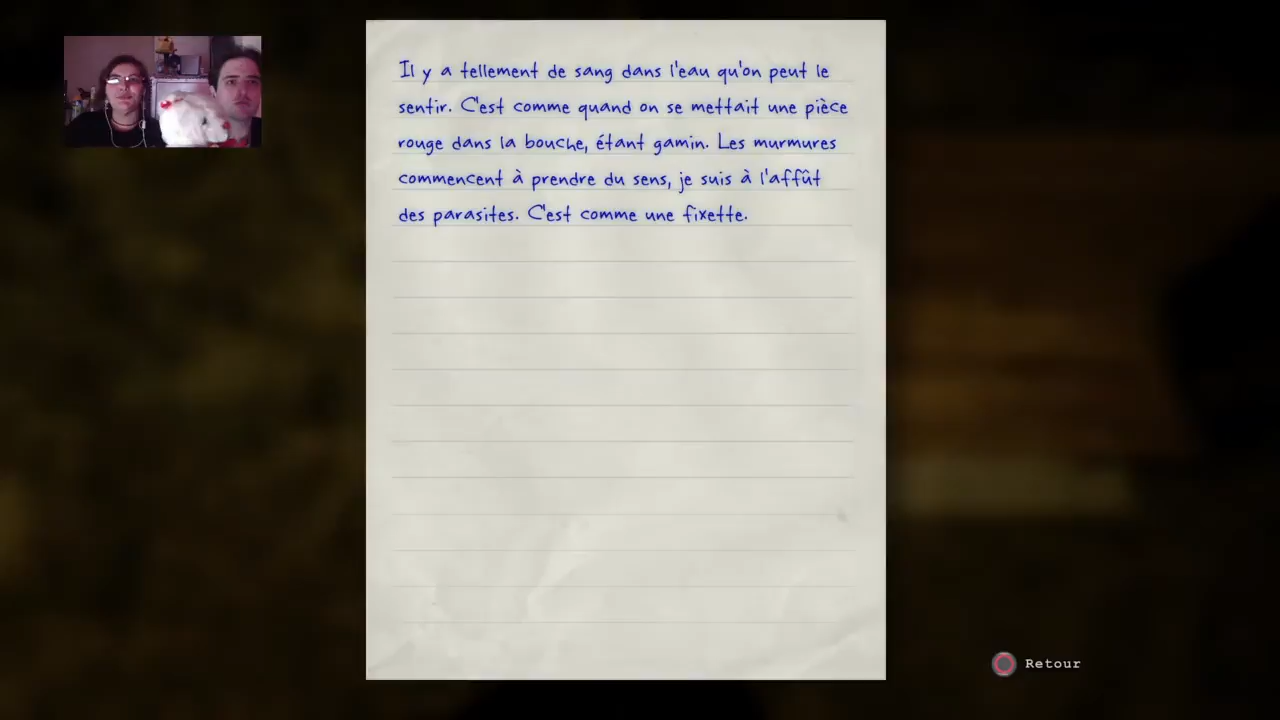 Il y a tellement de sang dans l'eau qu'on peut le
sentir. C'est comme quand on se mettait une pièce
rouge dans la bouche, étant gamin. Les murmures
commencent à prendre du sens, je suis à l'affût
des parasites. C'est comme une fixette.
Retour